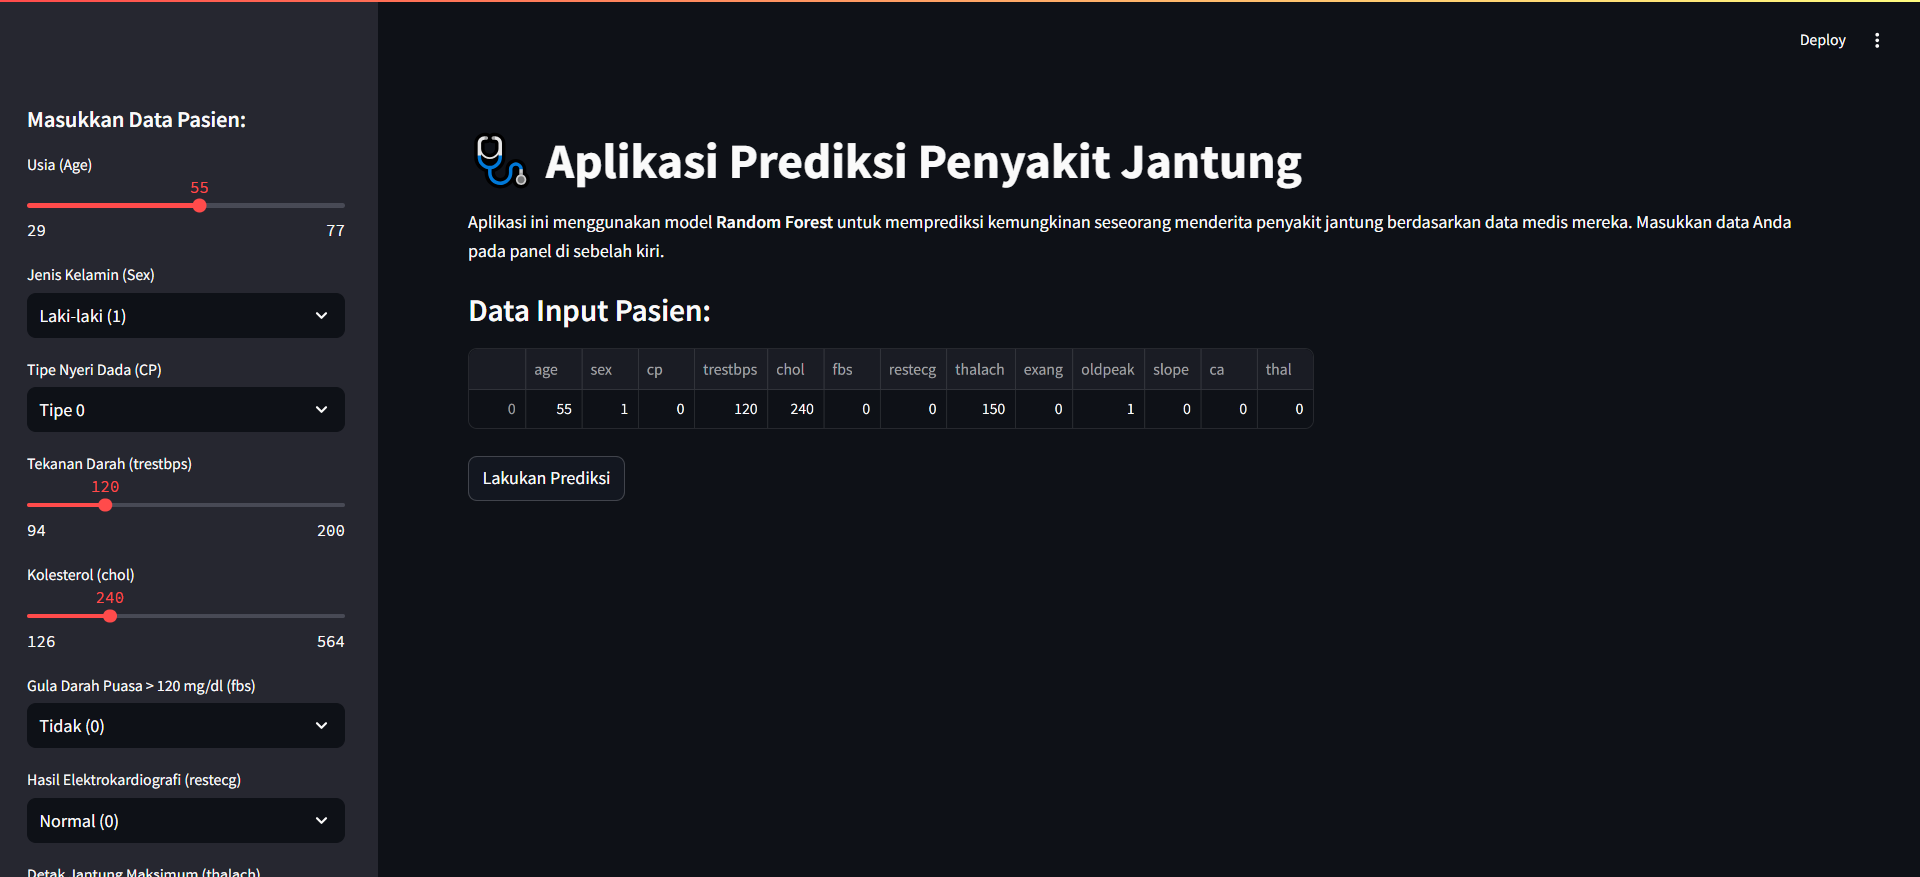 Deploy
Masukkan Data Pasien:
Usia (Age)
55
29 77
Jenis Kelamin (Sex)
Laki-laki (1)
Tipe Nyeri Dada (CP)
Tipe 0
Tekanan Darah (trestbps)
120
94 200
Kolesterol (chol)
240
126 564
Gula Darah Puasa > 120 mg/dl (fbs)
Tidak (0)
Hasil Elektrokardiografi (restecg)
Normal (0)
Detak Jantung Maksimum (thalach)
Aplikasi Prediksi Penyakit Jantung
Aplikasi ini menggunakan model Random Forest untuk memprediksi kemungkinan seseorang menderita penyakit jantung berdasarkan data medis mereka. Masukkan data Anda
pada panel di sebelah kiri.
Data Input Pasien:
age sex cp trestbps chol fbs restecg thalach exang oldpeak slope ca thal
0 55 1 0 120 240 0 0 150 0 1 0 0 0
Lakukan Prediksi